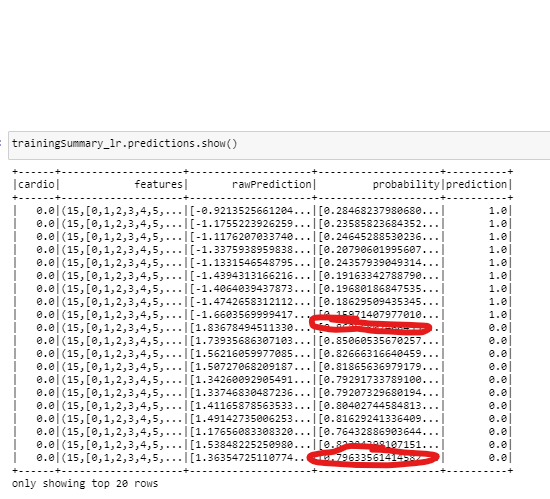 trainingSummary_lr.predictions.show()
+------+--------------------+--------------------+--------------------+----------+
|cardio| features| rawPrediction| probability|prediction|
+------+--------------------+--------------------+--------------------+----------+
| 0.0|(15,[0,1,2,3,4,5,...|[-0.9213525661204...|[0.28468237980680...| 1.0|
| 0.0|(15,[0,1,2,3,4,5,...|[-1.1755223926259...|[0.23585823684352...| 1.0|
| 0.0|(15,[0,1,2,3,4,5,...|[-1.1176207033740...|[0.24645288530236...| 1.0|
| 0.0|(15,[0,1,2,3,4,5,...|[-1.3375938959838...|[0.20790601995607...| 1.0|
| 0.0|(15,[0,1,2,3,4,5,...|[-1.1331546548795...|[0.24357939049314...| 1.0|
| 0.0|(15,[0,1,2,3,4,5,...|[-1.4394313166216...|[0.19163342788790...| 1.0|
| 0.0|(15,[0,1,2,3,4,5,...|[-1.4064039437873...|[0.19680186847535...| 1.0|
| 0.0|(15,[0,1,2,3,4,5,...|[-1.4742658312112...|[0.18629509435345...| 1.0|
| 0.0|(15,[0,1,2,3,4,5,...|[-1.6603569999417...|[0.15971407977010...| 1.0|
| 0.0|(15,[0,1,2,3,4,5,...|[1.83678494511330...| 0.0|
| 0.0|(15,[0,1,2,3,4,5,...|[1.73935686307103...|[0.85060535670257...| 0.0|
| 0.0|(15,[0,1,2,3,4,5,...|[1.56216059977085...|[0.82666316640459...| 0.0|
| 0.0|(15,[0,1,2,3,4,5,...|[1.50727068209187...|[0.81865636979179...| 0.0|
| 0.0|(15,[0,1,2,3,4,5,...|[1.34260092905491...|[0.79291733789100...| 0.0|
| 0.0|(15,[0,1,2,3,4,5,...|[1.33746830487236...|[0.79207329680194...| 0.0|
| 0.0|(15,[0,1,2,3,4,5,...|[1.41165878563533...|[0.80402744584813...| 0.0|
| 0.0|(15,[0,1,2,3,4,5,...|[1.49142735006253...|[0.81629241336409...| 0.0|
| 0.0|(15,[0,1,2,3,4,5,...|[1.17656083308320...|[0.76432886903644...| 0.0|
| 0.0|(15,[0,1,2,3,4,5,...|[1.53848225250980...| 0.0|
| 0.0|(15,[0,1,2,3,4,5,...|[1.36354725110774...|[0.79633561414582...| 0.0|
+------+--------------------+--------------------+--------------------+----------+
only showing top 20 rows